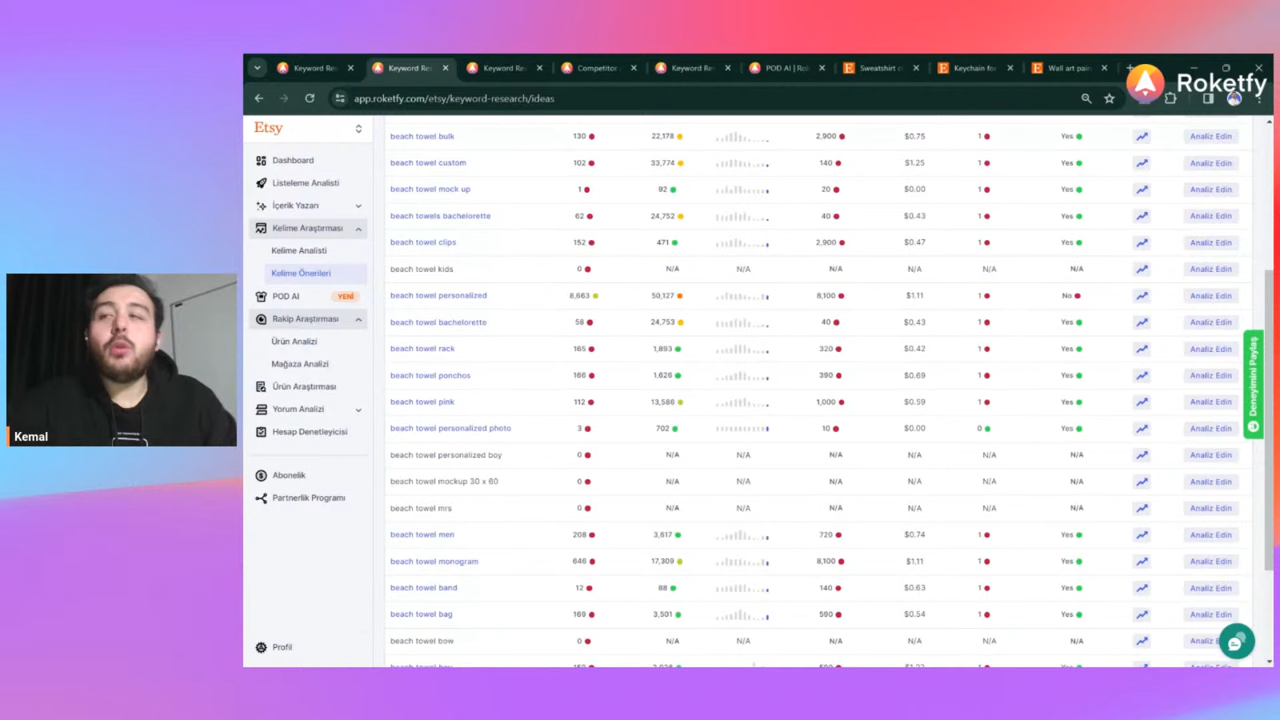 Keyword Res
Keyword Res
Keyword Re
Competitor
Keyword Re
POD AI | Ro
Sweatshirt c
Keychain fo
Wall art pain
Roketfy
app.roketfy.com/etsy/keyword-research/ideas
Etsy
Dashboard
Listeleme Analisti
İçerik Yazarı
Kelime Araştırması
Kelime Analisti
Kelime Önerileri
POD AI YENİ
Rakip Araştırması
Ürün Analizi
Mağaza Analizi
Ürün Araştırması
Yorum Analizi
Hesap Denetleyicisi
Abonelik
Partnerlik Programı
Profil
beach towel bulk 130 22,178 2,900 $0.75 1 Yes Analiz Edin
beach towel custom 102 33,774 140 $1.25 1 Yes Analiz Edin
beach towel mock up 1 92 20 $0.00 1 Yes Analiz Edin
beach towels bachelorette 62 24,752 40 $0.43 1 Yes Analiz Edin
beach towel clips 152 471 2,900 $0.47 1 Yes Analiz Edin
beach towel kids 0 N/A N/A N/A N/A N/A N/A Analiz Edin
beach towel personalized 8,663 50,127 8,100 $1.11 1 No Analiz Edin
beach towel bachelorette 58 24,753 40 $0.43 1 Yes Analiz Edin
beach towel rack 165 1,893 320 $0.42 1 Yes Analiz Edin
beach towel ponchos 166 1,626 390 $0.69 1 Yes Analiz Edin
beach towel pink 112 13,586 1,000 $0.59 1 Yes Analiz Edin
beach towel personalized photo 3 702 10 $0.00 0 Yes Analiz Edin
beach towel personalized boy 0 N/A N/A N/A N/A N/A N/A Analiz Edin
beach towel mockup 30 x 60 0 N/A N/A N/A N/A N/A N/A Analiz Edin
beach towel mrs 0 N/A N/A N/A N/A N/A N/A Analiz Edin
beach towel men 208 3,617 720 $0.74 1 Yes Analiz Edin
beach towel monogram 646 17,309 8,100 $1.11 1 Yes Analiz Edin
beach towel band 12 88 140 $0.63 1 Yes Analiz Edin
beach towel bag 169 3,501 590 $0.54 1 Yes Analiz Edin
beach towel bow 0 N/A N/A N/A N/A N/A N/A Analiz
Deneyimini Paylaş
Kemal